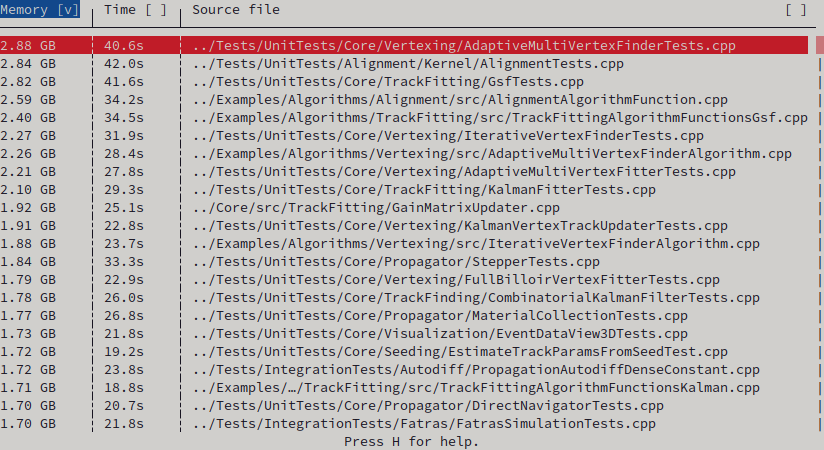 Memory [v] ¦ Time [ ] ¦ Source file [ ]
2.88 GB ¦ 40.6s ¦ ../Tests/UnitTests/Core/Vertexing/AdaptiveMultiVertexFinderTests.cpp
2.84 GB ¦ 42.0s ¦ ../Tests/UnitTests/Alignment/Kernel/AlignmentTests.cpp
2.82 GB ¦ 41.6s ¦ ../Tests/UnitTests/Core/TrackFitting/GsfTests.cpp
2.59 GB ¦ 34.2s ¦ ../Examples/Algorithms/Alignment/src/AlignmentAlgorithmFunction.cpp
2.40 GB ¦ 34.5s ¦ ../Examples/Algorithms/TrackFitting/src/TrackFittingAlgorithmFunctionsGsf.cpp
2.27 GB ¦ 31.9s ¦ ../Tests/UnitTests/Core/Vertexing/IterativeVertexFinderTests.cpp
2.26 GB ¦ 28.4s ¦ ../Examples/Algorithms/Vertexing/src/AdaptiveMultiVertexFinderAlgorithm.cpp
2.21 GB ¦ 27.8s ¦ ../Tests/UnitTests/Core/Vertexing/AdaptiveMultiVertexFitterTests.cpp
2.10 GB ¦ 29.3s ¦ ../Tests/UnitTests/Core/TrackFitting/KalmanFitterTests.cpp
1.92 GB ¦ 25.1s ¦ ../Core/src/TrackFitting/GainMatrixUpdater.cpp
1.91 GB ¦ 22.8s ¦ ../Tests/UnitTests/Core/Vertexing/KalmanVertexTrackUpdaterTests.cpp
1.88 GB ¦ 23.7s ¦ ../Examples/Algorithms/Vertexing/src/IterativeVertexFinderAlgorithm.cpp
1.84 GB ¦ 33.3s ¦ ../Tests/UnitTests/Core/Propagator/StepperTests.cpp
1.79 GB ¦ 22.9s ¦ ../Tests/UnitTests/Core/Vertexing/FullBilloirVertexFitterTests.cpp
1.78 GB ¦ 26.0s ¦ ../Tests/UnitTests/Core/TrackFinding/CombinatorialKalmanFilterTests.cpp
1.77 GB ¦ 26.8s ¦ ../Tests/UnitTests/Core/Propagator/MaterialCollectionTests.cpp
1.73 GB ¦ 21.8s ¦ ../Tests/UnitTests/Core/Visualization/EventDataView3DTests.cpp
1.72 GB ¦ 19.2s ¦ ../Tests/UnitTests/Core/Seeding/EstimateTrackParamsFromSeedTest.cpp
1.72 GB ¦ 23.8s ¦ ../Tests/IntegrationTests/Autodiff/PropagationAutodiffDenseConstant.cpp
1.71 GB ¦ 18.8s ¦ ../Examples/…/TrackFitting/src/TrackFittingAlgorithmFunctionsKalman.cpp
1.70 GB ¦ 20.7s ¦ ../Tests/UnitTests/Core/Propagator/DirectNavigatorTests.cpp
1.70 GB ¦ 21.8s ¦ ../Tests/IntegrationTests/Fatras/FatrasSimulationTests.cpp
Press H for help.